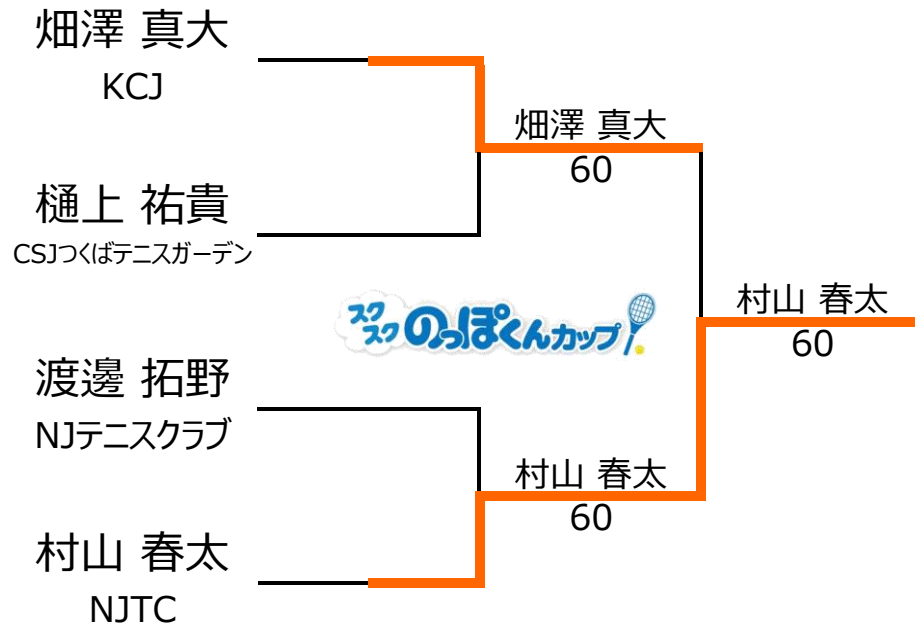 畑澤 真大
KCJ
畑澤 真大
60
樋上 祐貴
CSJつくばテニスガーデン
スクスク のっぽくんカップ
村山 春太
60
渡邊 拓野
NJテニスクラブ
村山 春太
60
村山 春太
NJTC